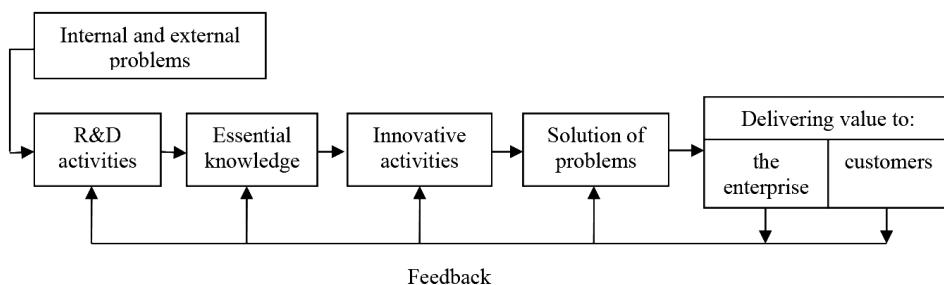 Internal and external
problems
R&D
activities
Essential
knowledge
Innovative
activities
Solution of
problems
Delivering value to:
the
enterprise
customers
Feedback